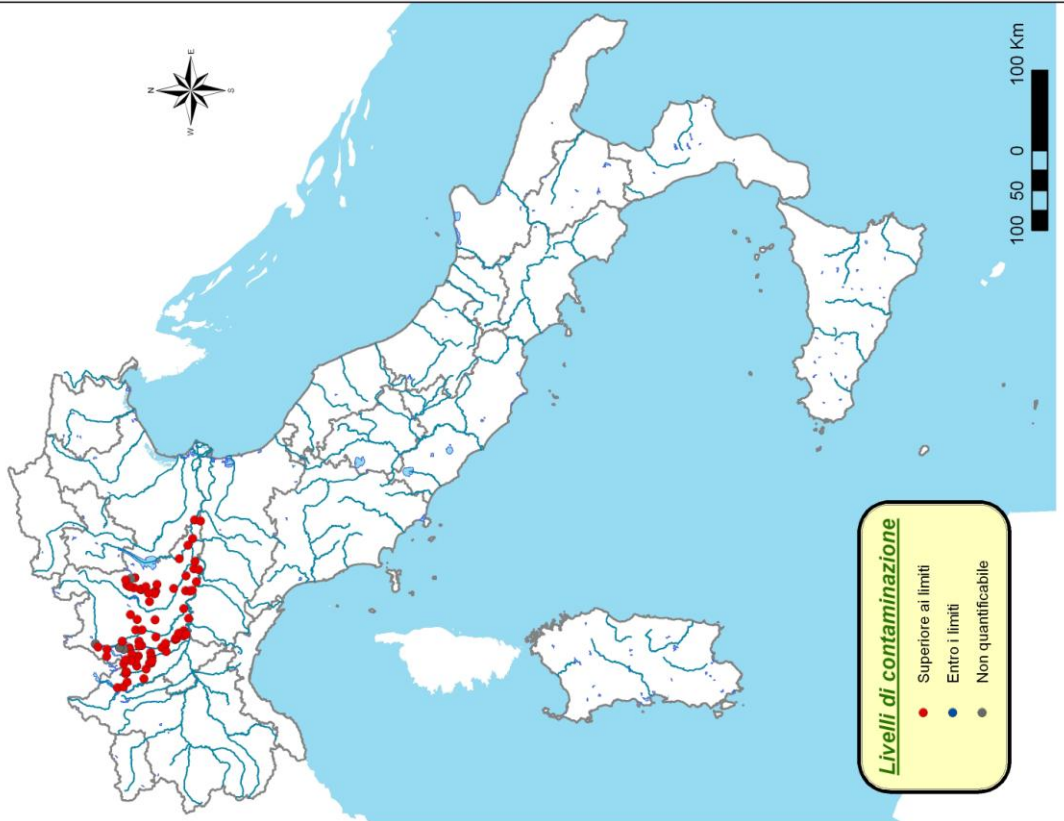 N
W E
S
100 50 0 100 Km
Livelli di contaminazione
Superiore ai limiti
Entro i limiti
Non quantificabile